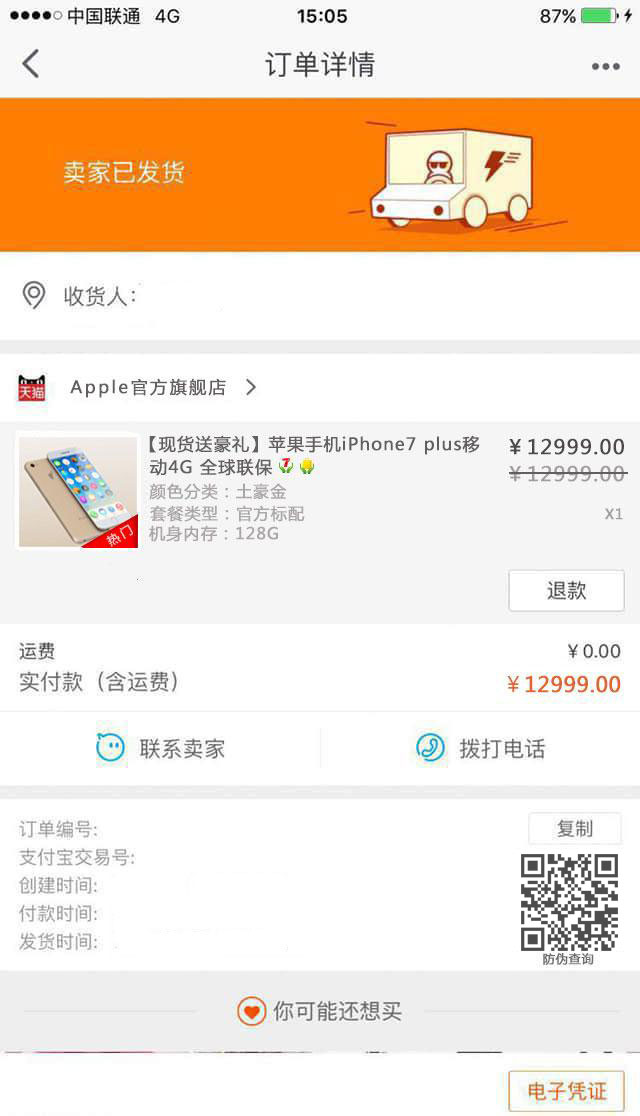 中国联通 4G 15:05 87%
订单详情
卖家已发货
收货人：
天猫 Apple官方旗舰店
【现货送豪礼】苹果手机iPhone7 plus移 ￥12999.00
动4G 全球联保 ￥12999.00
颜色分类：土豪金
套餐类型：官方标配 X1
机身内存：128G
热门
退款
运费 ￥0.00
实付款（含运费） ￥12999.00
联系卖家 拨打电话
订单编号: 复制
支付宝交易号:
创建时间:
付款时间:
发货时间:
防伪查询
你可能还想买
电子凭证